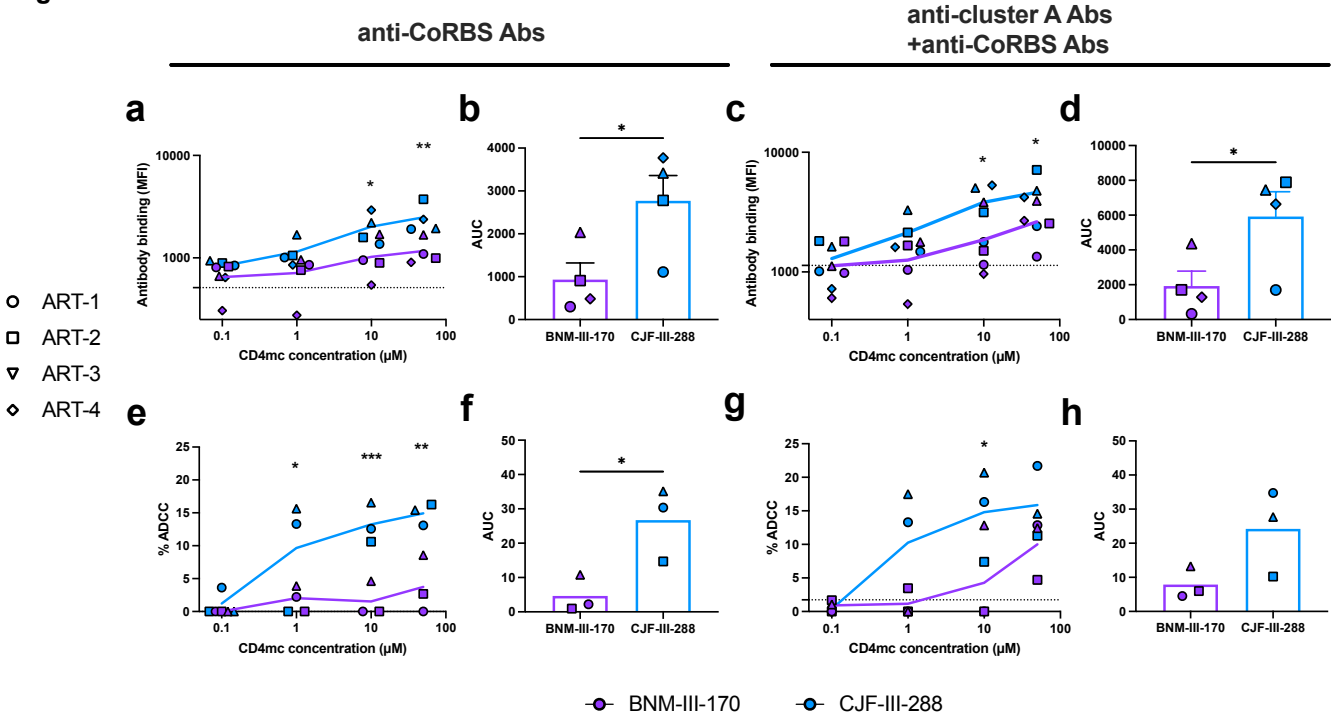 anti-CoRBS Abs
anti-cluster A Abs
+anti-CoRBS Abs
ART-1
ART-2
ART-3
ART-4
a
Antibody binding (MFI)
10000
1000
0.1 1 10 100
CD4mc concentration (µM)
* **
b
AUC
4000
3000
2000
1000
0
*
BNM-III-170 CJF-III-288
c
Antibody binding (MFI)
10000
1000
0.1 1 10 100
CD4mc concentration (µM)
* *
d
AUC
10000
8000
6000
4000
2000
0
*
BNM-III-170 CJF-III-288
e
% ADCC
25
20
15
10
5
0
0.1 1 10 100
CD4mc concentration (µM)
* *** **
f
AUC
50
40
30
20
10
0
*
BNM-III-170 CJF-III-288
g
% ADCC
25
20
15
10
5
0
0.1 1 10 100
CD4mc concentration (µM)
*
h
AUC
50
40
30
20
10
0
BNM-III-170 CJF-III-288
BNM-III-170 CJF-III-288